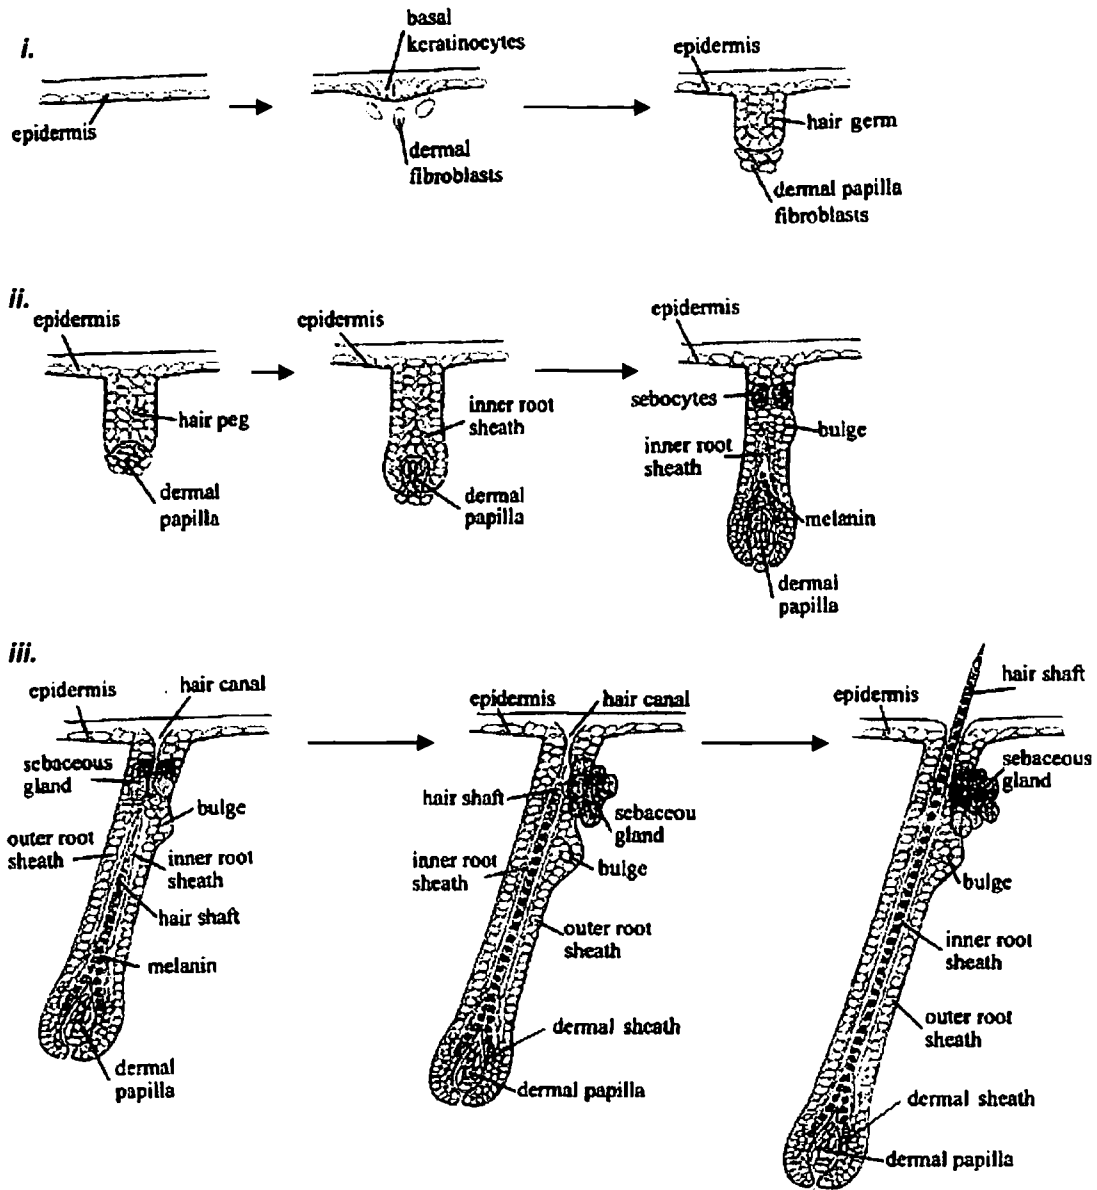 i.
epidermis
basal
keratinocytes
dermal
fibroblasts
epidermis
hair germ
dermal papilla
fibroblasts
ii.
epidermis
hair peg
dermal
papilla
epidermis
inner root
sheath
dermal
papilla
epidermis
sebocytes
bulge
inner root
sheath
melanin
dermal
papilla
iii.
epidermis
hair canal
sebaceous
gland
bulge
outer root
sheath
inner root
sheath
hair shaft
melanin
dermal
papilla
epidermis
hair canal
hair shaft
sebaceou
gland
inner root
sheath
bulge
outer root
sheath
dermal sheath
dermal papilla
hair shaft
epidermis
sebaceous
gland
bulge
inner root
sheath
outer root
sheath
dermal sheath
dermal papilla